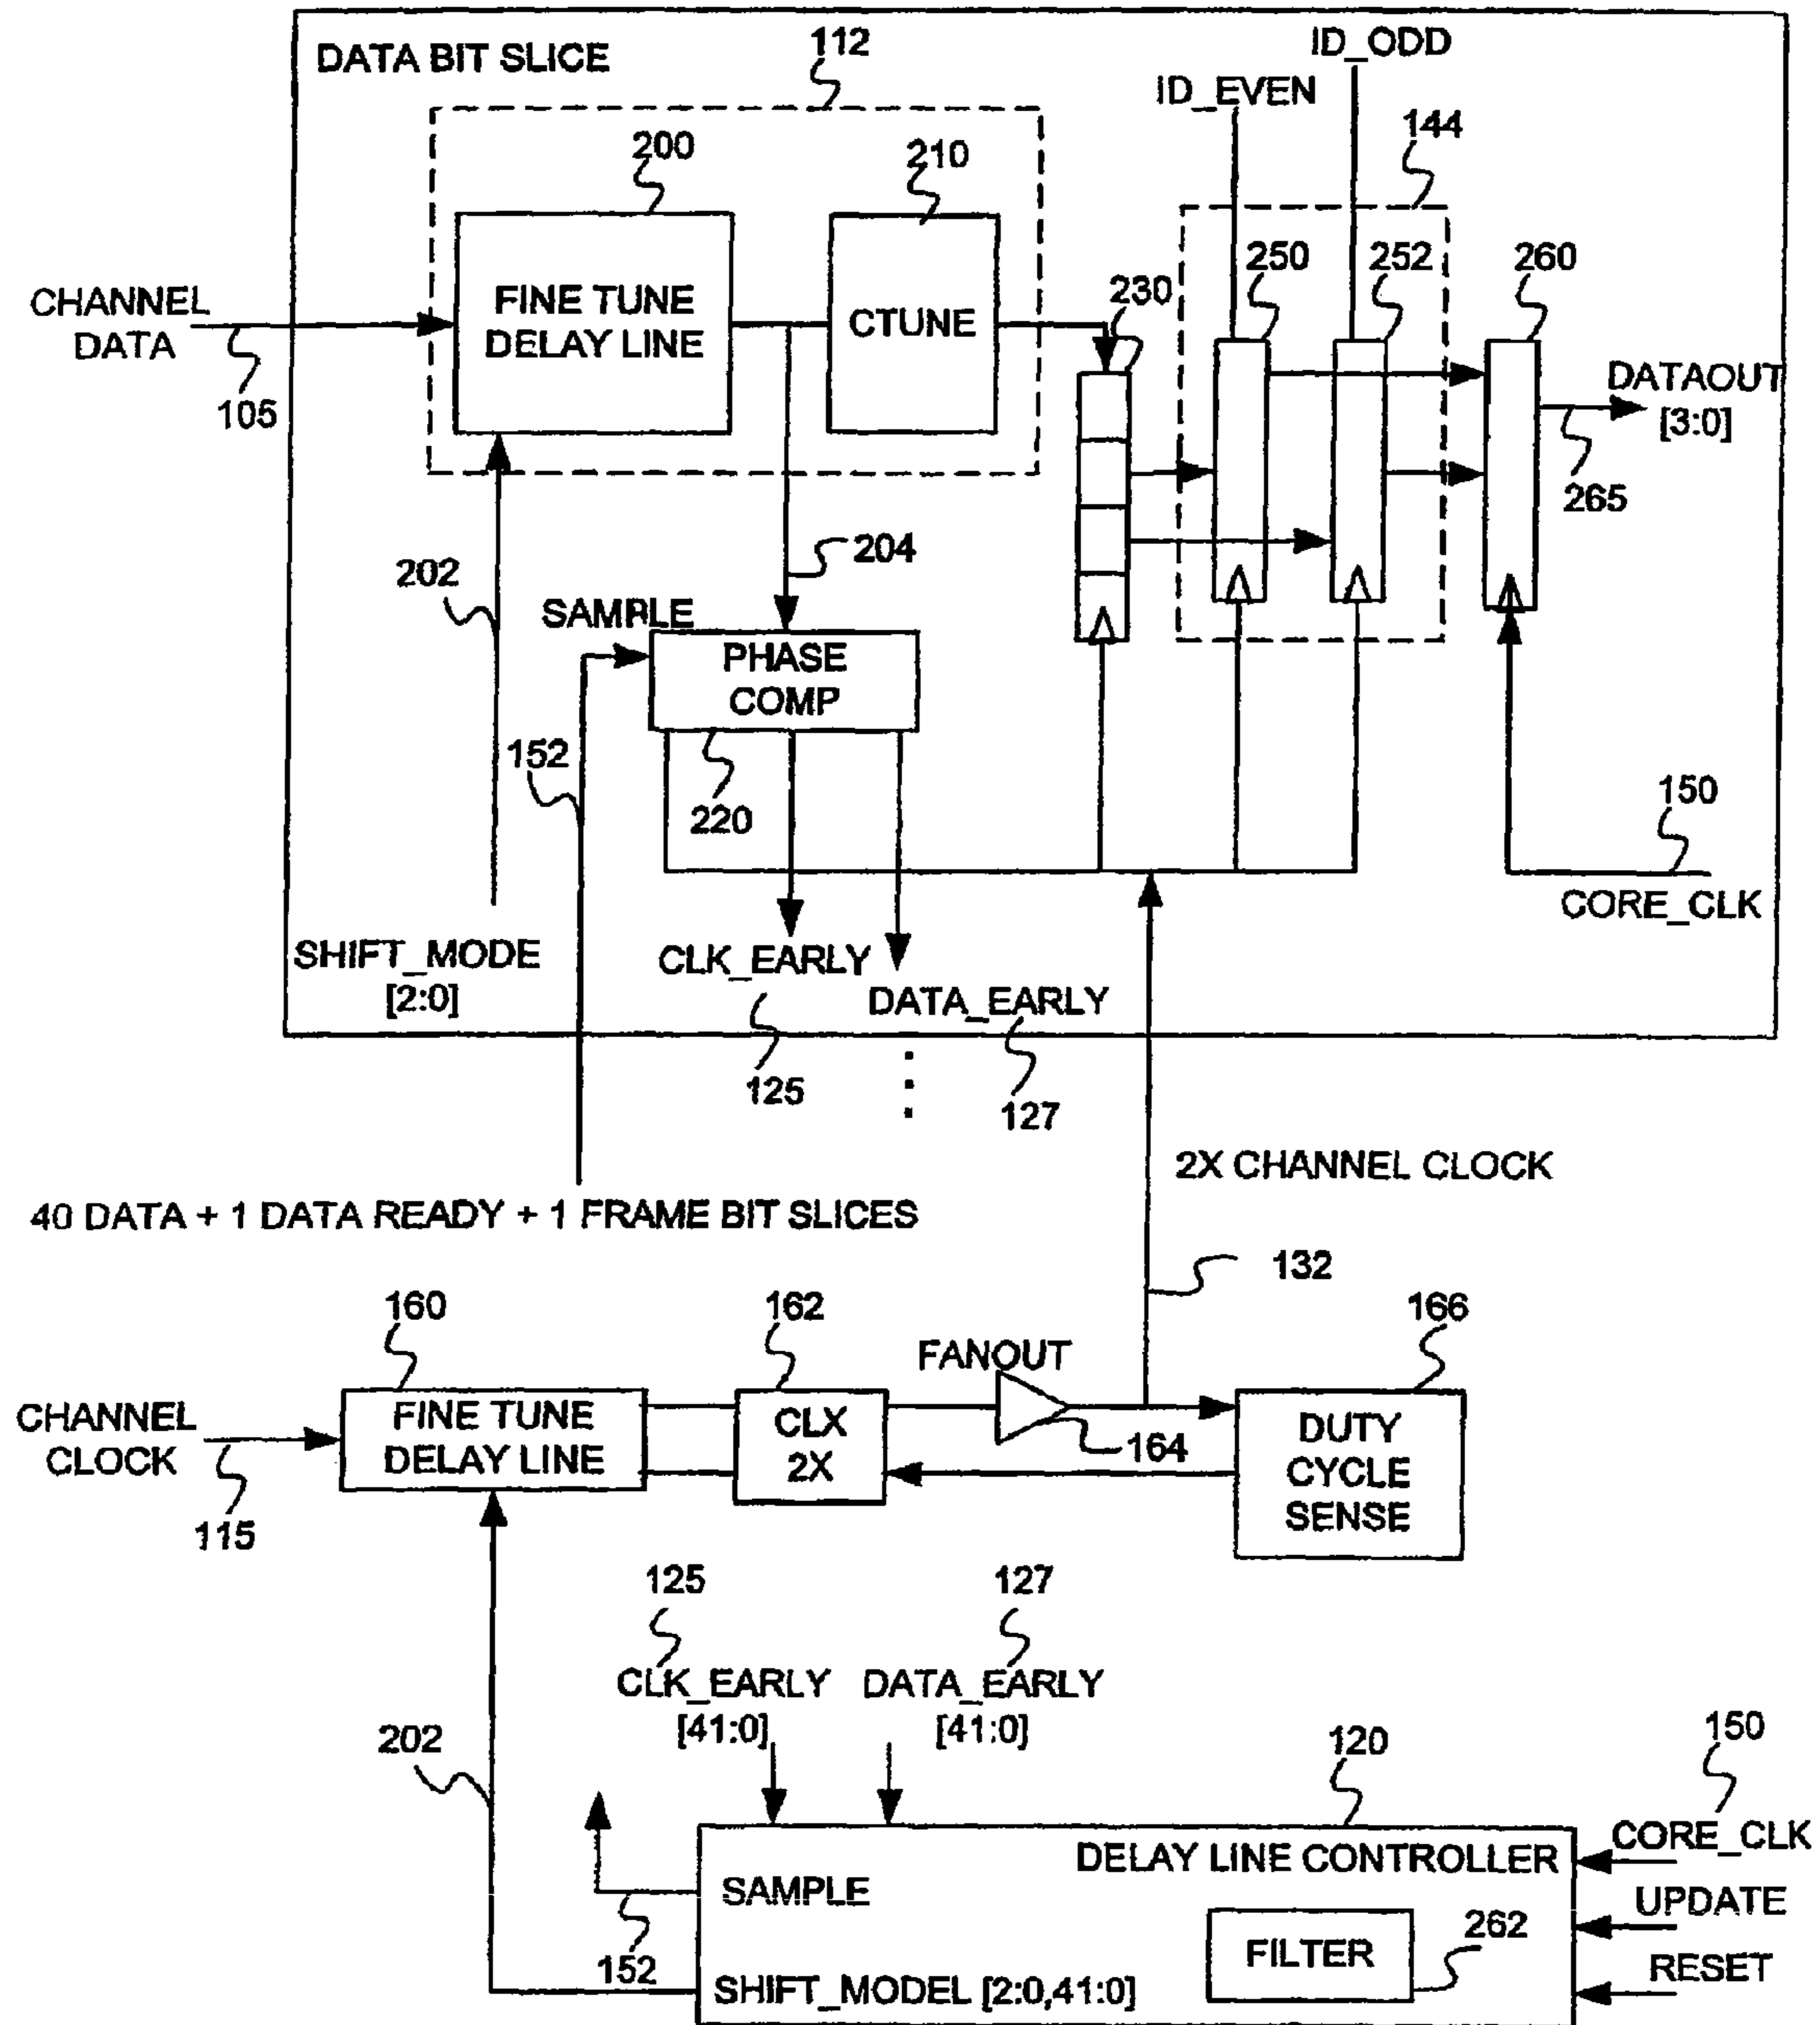 DATA BIT SLICE
112
ID_ODD
ID_EVEN
144
200
210
250
252
260
230
CHANNEL
DATA
105
FINE TUNE
DELAY LINE
CTUNE
DATAOUT
[3:0]
265
202
204
SAMPLE
PHASE
COMP
152
220
150
CORE_CLK
SHIFT_MODE
[2:0]
CLK_EARLY
DATA_EARLY
125
127
2X CHANNEL CLOCK
40 DATA + 1 DATA READY + 1 FRAME BIT SLICES
132
160
162
166
FANOUT
CHANNEL
CLOCK
115
FINE TUNE
DELAY LINE
CLX
2X
164
DUTY
CYCLE
SENSE
125
127
CLK_EARLY
[41:0]
DATA_EARLY
[41:0]
202
120
150
CORE_CLK
DELAY LINE CONTROLLER
SAMPLE
152
UPDATE
FILTER
262
RESET
SHIFT_MODEL [2:0,41:0]